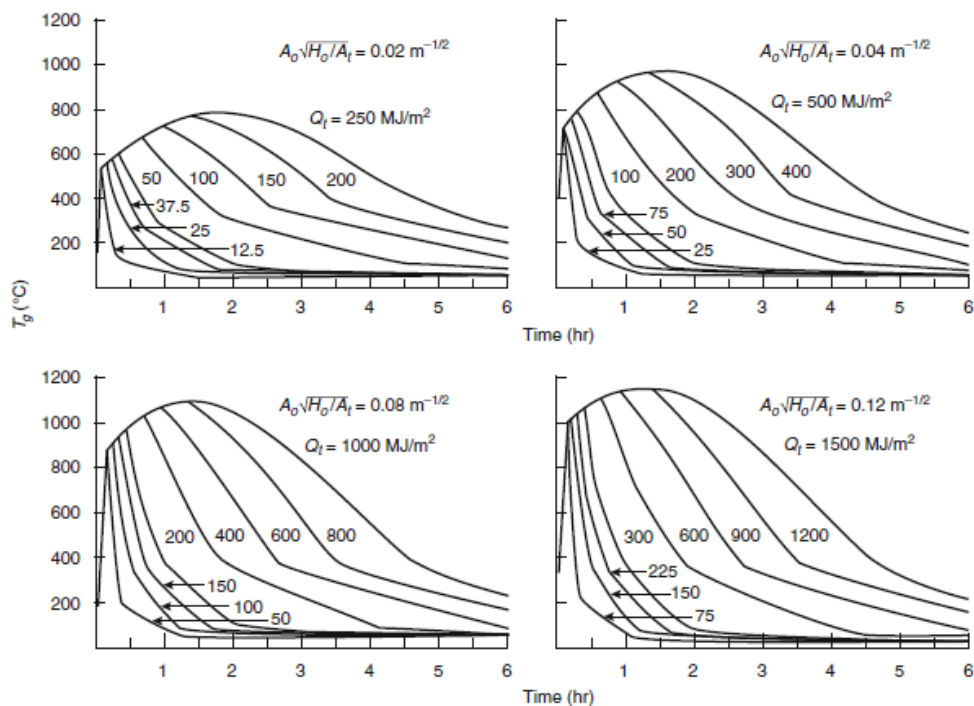 1200
1000
800
600
400
200
A_o√H_o/A_t = 0.02 m^−1/2
Q_t = 250 MJ/m²
50
100
150
200
37.5
25
12.5
1 2 3 4 5 6
A_o√H_o/A_t = 0.04 m^−1/2
Q_t = 500 MJ/m²
100
200
300
400
75
50
25
1 2 3 4 5 6
Time (hr)
T_g (°C)
1200
1000
800
600
400
200
A_o√H_o/A_t = 0.08 m^−1/2
Q_t = 1000 MJ/m²
200
400
600
800
150
100
50
1 2 3 4 5 6
A_o√H_o/A_t = 0.12 m^−1/2
Q_t = 1500 MJ/m²
300
600
900
1200
225
150
75
1 2 3 4 5 6
Time (hr)
Time (hr)